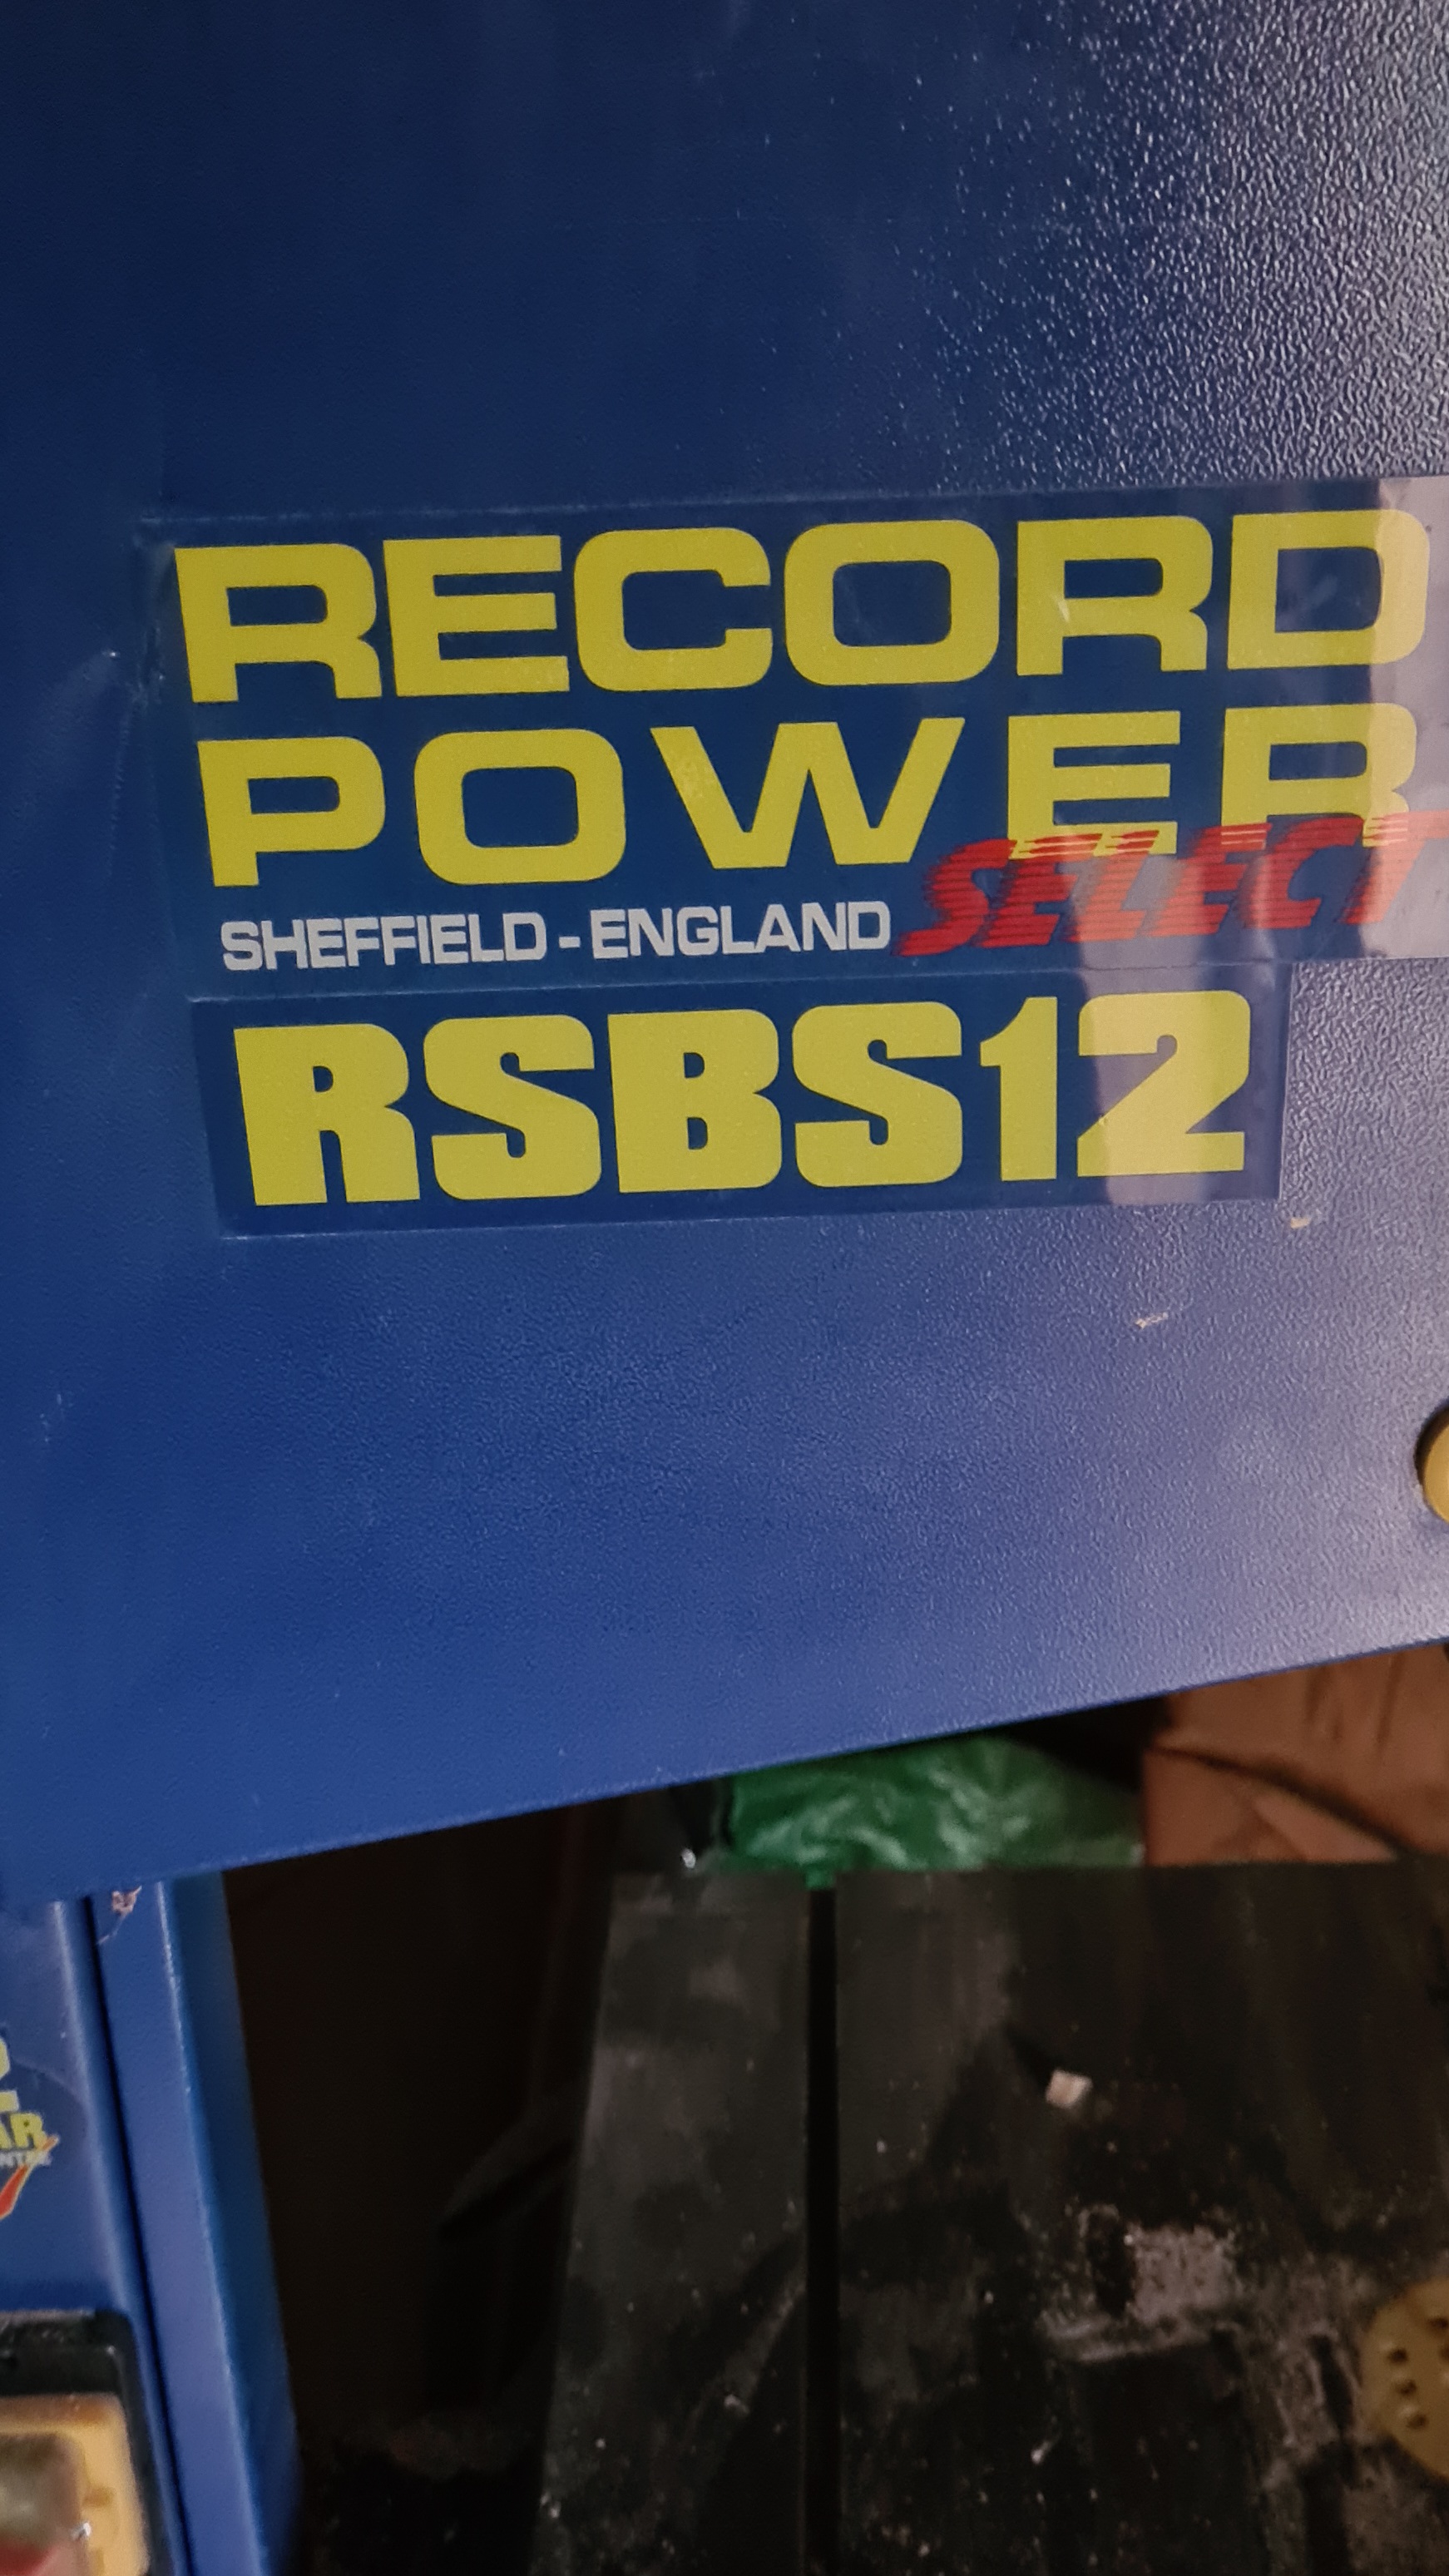 RECORD
POWER
SELECT
SHEFFIELD - ENGLAND
RSBS12